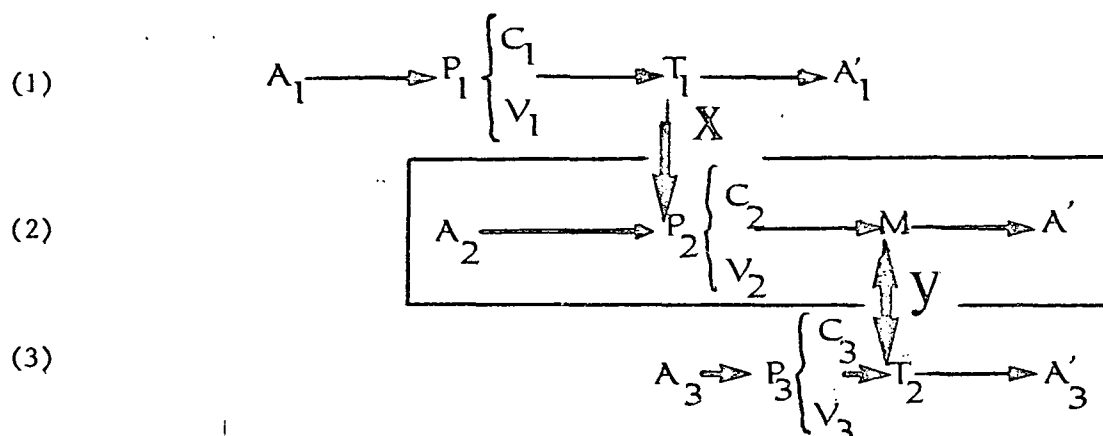 (1) A₁ P₁ { C₁ V₁ T₁ A′₁
X
(2) A₂ P₂ { C₂ V₂ M A′
y
(3) A₃ P₃ { C₃ V₃ T₂ A′₃